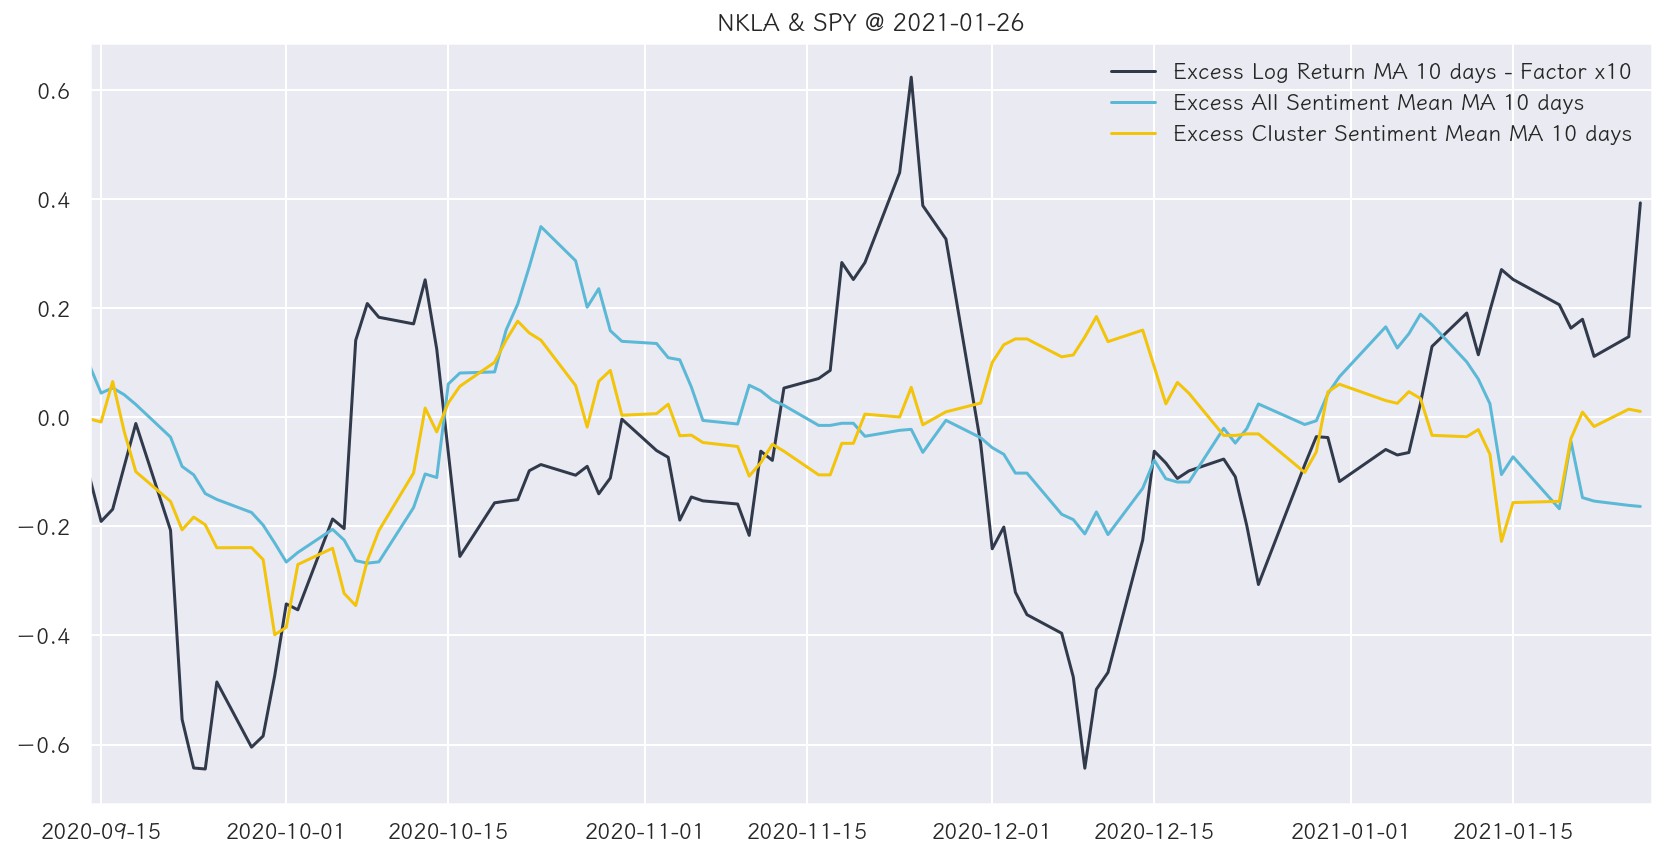 NKLA & SPY @ 2021-01-26
Excess Log Return MA 10 days - Factor x10
Excess All Sentiment Mean MA 10 days
Excess Cluster Sentiment Mean MA 10 days
0.6
0.4
0.2
0.0
−0.2
−0.4
−0.6
2020-09-15 2020-10-01 2020-10-15 2020-11-01 2020-11-15 2020-12-01 2020-12-15 2021-01-01 2021-01-15